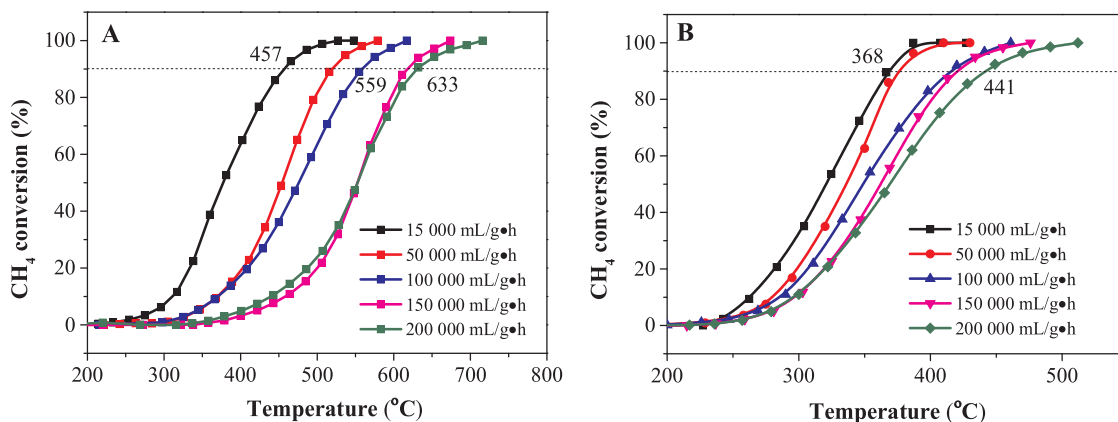 A
CH4 conversion (%)
100
80
60
40
20
0
457
559
633
15 000 mL/g•h
50 000 mL/g•h
100 000 mL/g•h
150 000 mL/g•h
200 000 mL/g•h
200 300 400 500 600 700 800
Temperature (°C)
B
CH4 conversion (%)
100
80
60
40
20
0
368
441
15 000 mL/g•h
50 000 mL/g•h
100 000 mL/g•h
150 000 mL/g•h
200 000 mL/g•h
200 300 400 500
Temperature (°C)